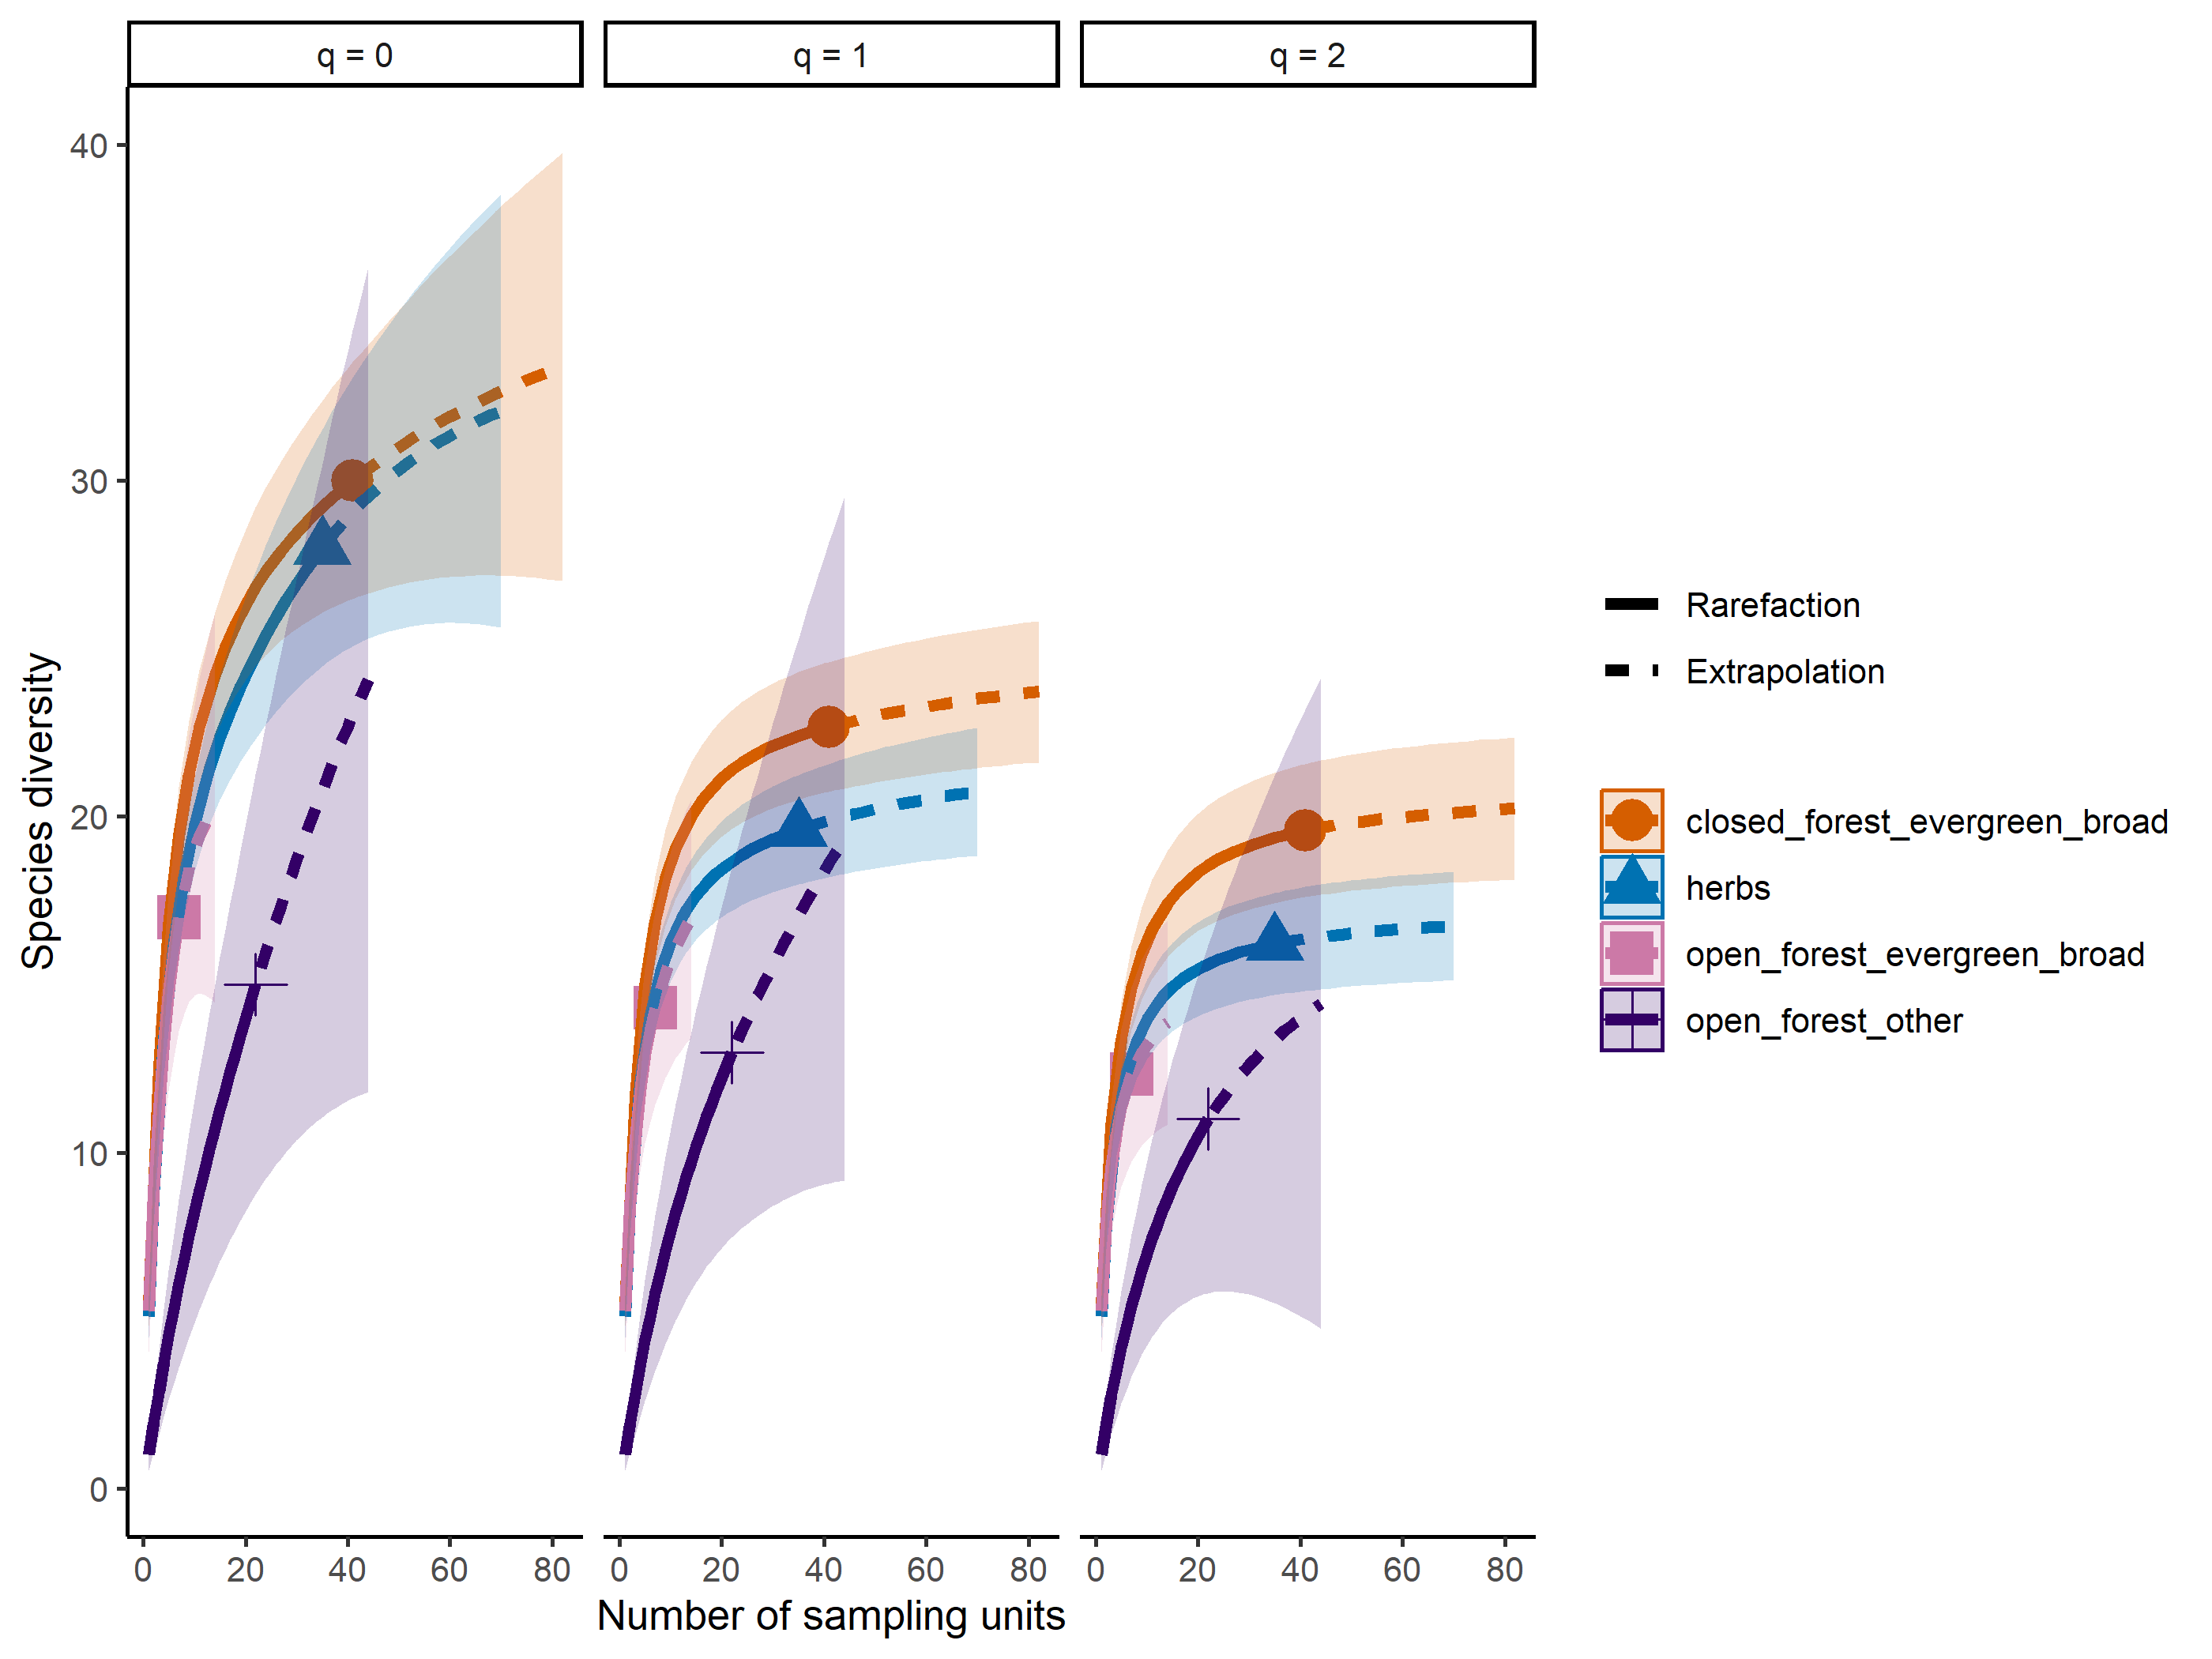 q = 0
q = 1
q = 2
Species diversity
40
30
20
10
0
0 20 40 60 80
0 20 40 60 80
0 20 40 60 80
Number of sampling units
Rarefaction
Extrapolation
closed_forest_evergreen_broad
herbs
open_forest_evergreen_broad
open_forest_other